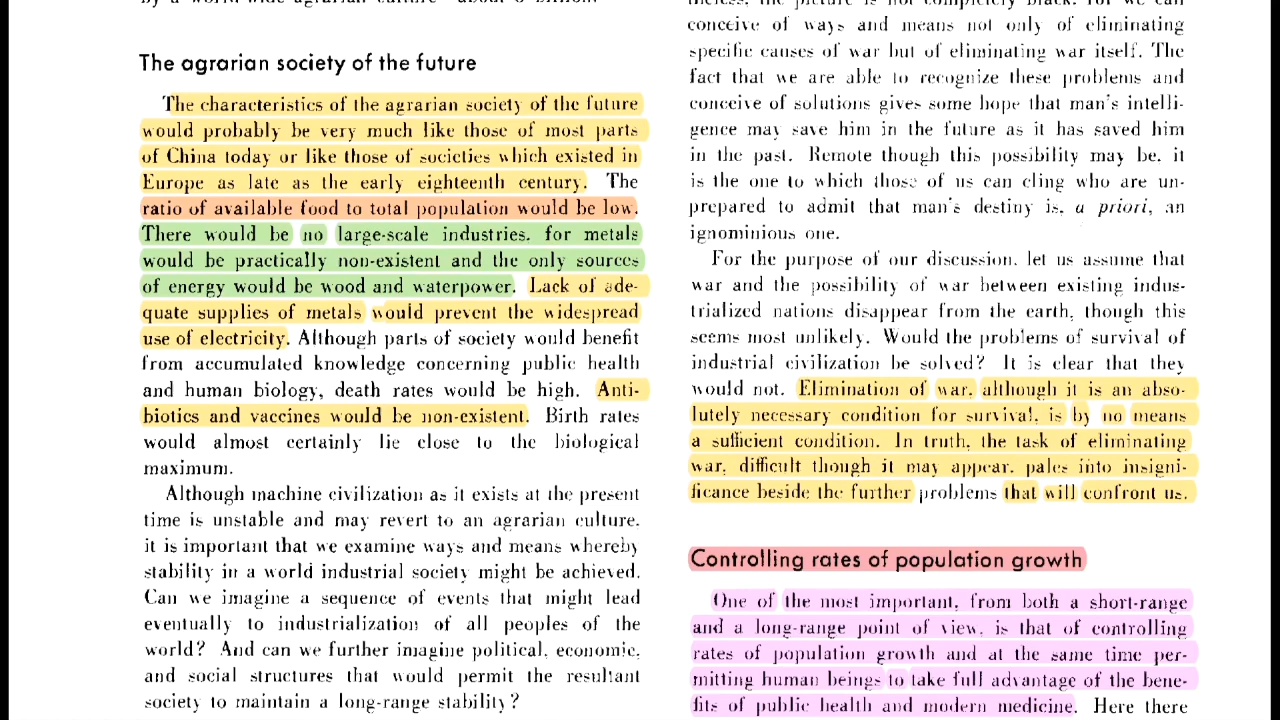 by a world-wide agrarian culture—about 6 billion.
The agrarian society of the future
The characteristics of the agrarian society of the future
would probably be very much like those of most parts
of China today or like those of societies which existed in
Europe as late as the early eighteenth century. The
ratio of available food to total population would be low.
There would be no large-scale industries, for metals
would be practically non-existent and the only sources
of energy would be wood and waterpower. Lack of ade-
quate supplies of metals would prevent the widespread
use of electricity. Although parts of society would benefit
from accumulated knowledge concerning public health
and human biology, death rates would be high. Anti-
biotics and vaccines would be non-existent. Birth rates
would almost certainly lie close to the biological
maximum.
Although machine civilization as it exists at the present
time is unstable and may revert to an agrarian culture,
it is important that we examine ways and means whereby
stability in a world industrial society might be achieved.
Can we imagine a sequence of events that might lead
eventually to industrialization of all peoples of the
world? And can we further imagine political, economic,
and social structures that would permit the resultant
society to maintain a long-range stability?
theless, the picture is not completely black, for we can
conceive of ways and means not only of eliminating
specific causes of war but of eliminating war itself. The
fact that we are able to recognize these problems and
conceive of solutions gives some hope that man's intelli-
gence may save him in the future as it has saved him
in the past. Remote though this possibility may be, it
is the one to which those of us can cling who are un-
prepared to admit that man's destiny is, a priori, an
ignominious one.
For the purpose of our discussion, let us assume that
war and the possibility of war between existing indus-
trialized nations disappear from the earth, though this
seems most unlikely. Would the problems of survival of
industrial civilization be solved? It is clear that they
would not. Elimination of war, although it is an abso-
lutely necessary condition for survival, is by no means
a sufficient condition. In truth, the task of eliminating
war, difficult though it may appear, pales into insigni-
ficance beside the further problems that will confront us.
Controlling rates of population growth
One of the most important, from both a short-range
and a long-range point of view, is that of controlling
rates of population growth and at the same time per-
mitting human beings to take full advantage of the bene-
fits of public health and modern medicine. Here there